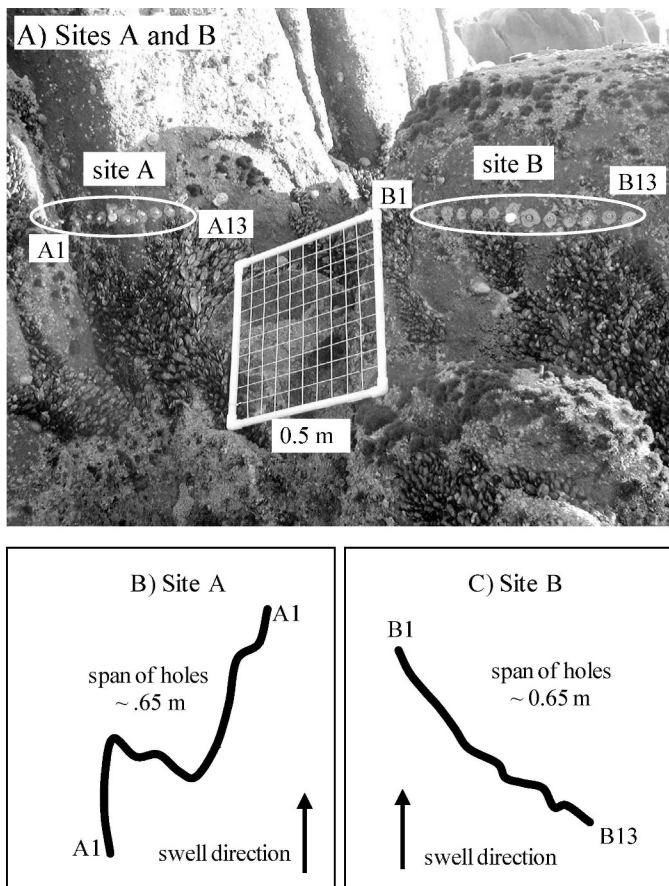 A) Sites A and B
site A
site B
B1
B13
A1
A13
0.5 m
B) Site A
A1
span of holes
~ .65 m
A1
swell direction
C) Site B
B1
span of holes
~ 0.65 m
B13
swell direction